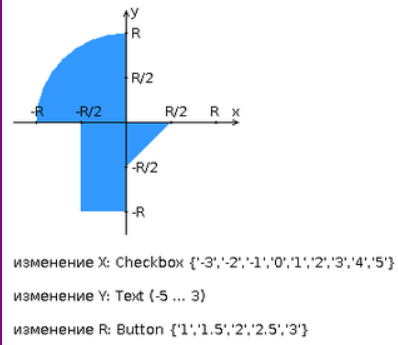 y
R
R/2
-R -R/2 R/2 R x
-R/2
-R
изменение X: Checkbox {'-3','-2','-1','0','1','2','3','4','5'}
изменение Y: Text (-5 ... 3)
изменение R: Button {'1','1.5','2','2.5','3'}